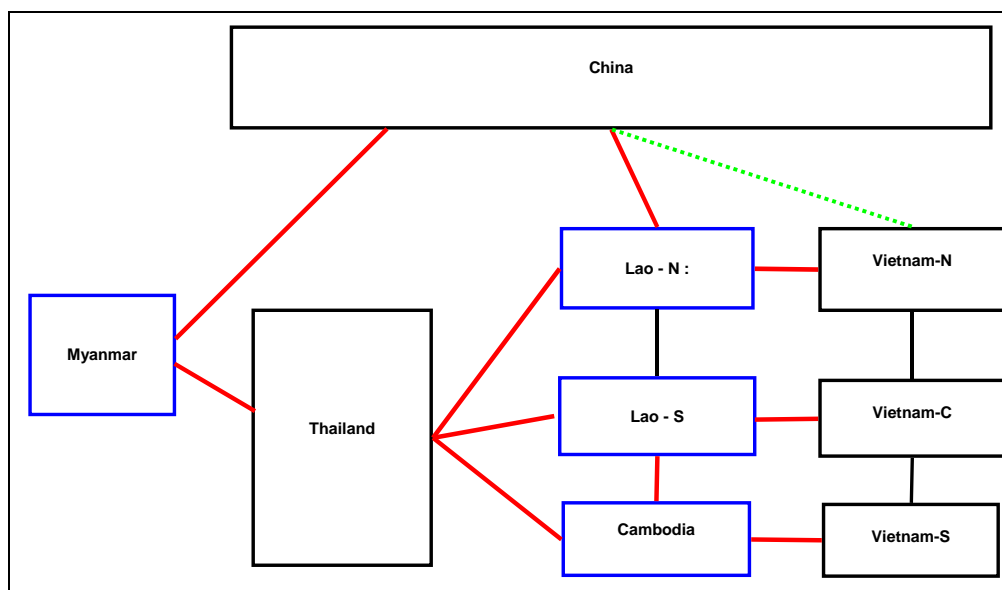 China
Lao - N :
Vietnam-N
Myanmar
Thailand
Lao - S
Vietnam-C
Cambodia
Vietnam-S